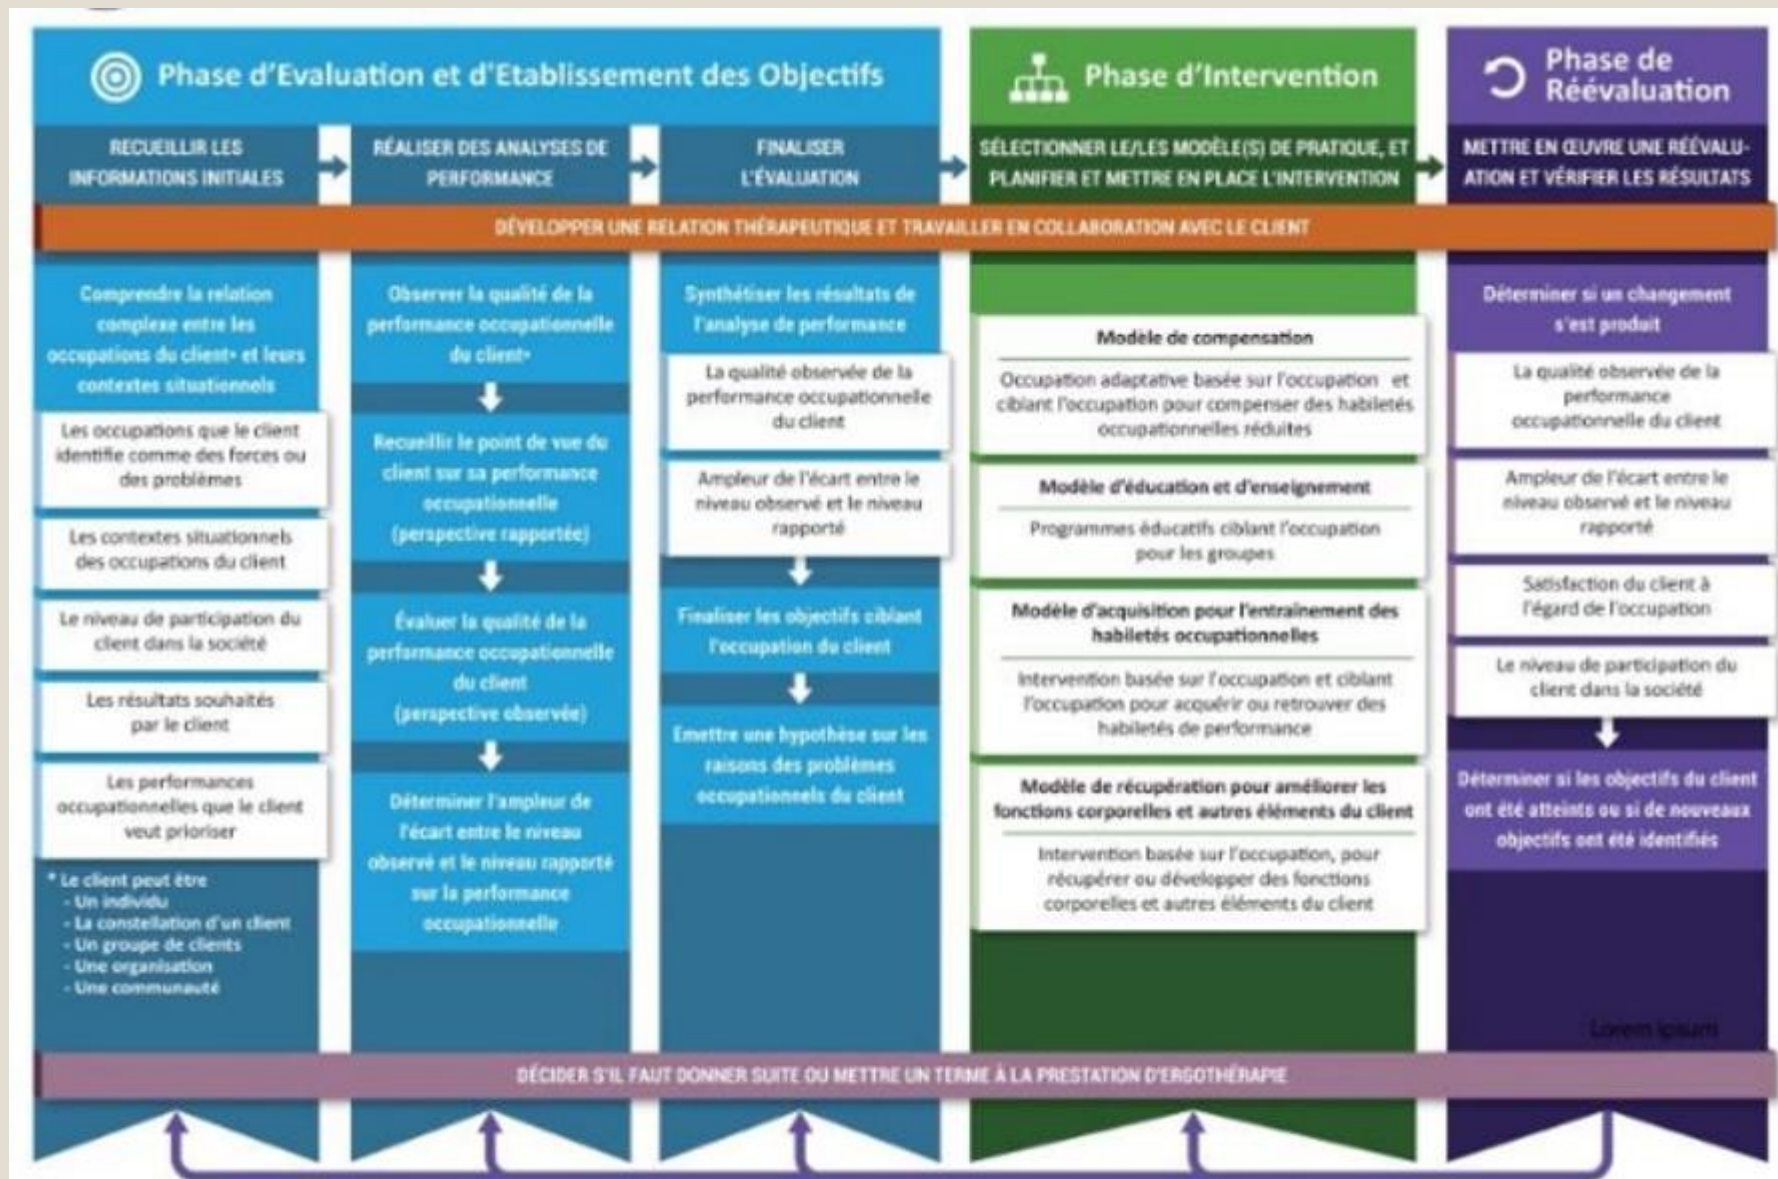 Phase d'Evaluation et d'Etablissement des Objectifs
RECUEILLIR LES
INFORMATIONS INITIALES
RÉALISER DES ANALYSES DE
PERFORMANCE
FINALISER
L'ÉVALUATION
Phase d'Intervention
SÉLECTIONNER LE/LES MODÈLE(S) DE PRATIQUE, ET
PLANIFIER ET METTRE EN PLACE L'INTERVENTION
Phase de
Réévaluation
METTRE EN ŒUVRE UNE RÉÉVALU-
ATION ET VÉRIFIER LES RÉSULTATS
DÉVELOPPER UNE RELATION THÉRAPEUTIQUE ET TRAVAILLER EN COLLABORATION AVEC LE CLIENT
Comprendre la relation
complexe entre les
occupations du client* et leurs
contextes situationnels
Les occupations que le client
identifie comme des forces ou
des problèmes
Les contextes situationnels
des occupations du client
Le niveau de participation du
client dans la société
Les résultats souhaités
par le client
Les performances
occupationnelles que le client
veut prioriser
* Le client peut être
- Un individu
- La constellation d'un client
- Un groupe de clients
- Une organisation
- Une communauté
Observer la qualité de la
performance occupationnelle
du client*
Recueillir le point de vue du
client sur sa performance
occupationnelle
(perspective rapportée)
Évaluer la qualité de la
performance occupationnelle
du client
(perspective observée)
Déterminer l'ampleur de
l'écart entre le niveau
observé et le niveau rapporté
sur la performance
occupationnelle
Synthétiser les résultats de
l'analyse de performance
La qualité observée de la
performance occupationnelle
du client
Ampleur de l'écart entre le
niveau observé et le niveau
rapporté
Finaliser les objectifs ciblant
l'occupation du client
Emettre une hypothèse sur les
raisons des problèmes
occupationnels du client
Modèle de compensation
Occupation adaptative basée sur l'occupation et
ciblant l'occupation pour compenser des habiletés
occupationnelles réduites
Modèle d'éducation et d'enseignement
Programmes éducatifs ciblant l'occupation
pour les groupes
Modèle d'acquisition pour l'entraînement des
habiletés occupationnelles
Intervention basée sur l'occupation et ciblant
l'occupation pour acquérir ou retrouver des
habiletés de performance
Modèle de récupération pour améliorer les
fonctions corporelles et autres éléments du client
Intervention basée sur l'occupation, pour
récupérer ou développer des fonctions
corporelles et autres éléments du client
Déterminer si un changement
s'est produit
La qualité observée de la
performance
occupationnelle du client
Ampleur de l'écart entre le
niveau observé et le niveau
rapporté
Satisfaction du client à
l'égard de l'occupation
Le niveau de participation du
client dans la société
Déterminer si les objectifs du client
ont été atteints ou si de nouveaux
objectifs ont été identifiés
Lorem ipsum
DÉCIDER S'IL FAUT DONNER SUITE OU METTRE UN TERME À LA PRESTATION D'ERGOTHÉRAPIE